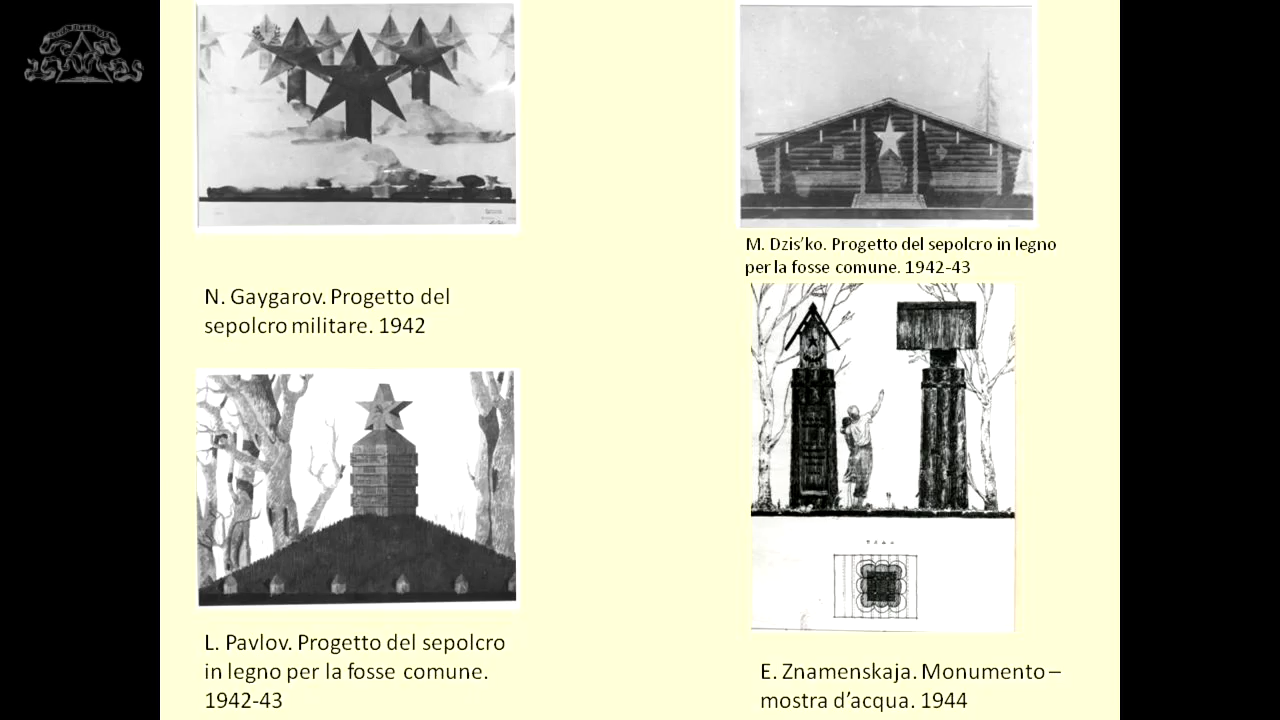 N. Gaygarov. Progetto del
sepolcro militare. 1942
M. Dzis’ko. Progetto del sepolcro in legno
per la fosse comune. 1942-43
L. Pavlov. Progetto del sepolcro
in legno per la fosse comune.
1942-43
E. Znamenskaja. Monumento –
mostra d’acqua. 1944